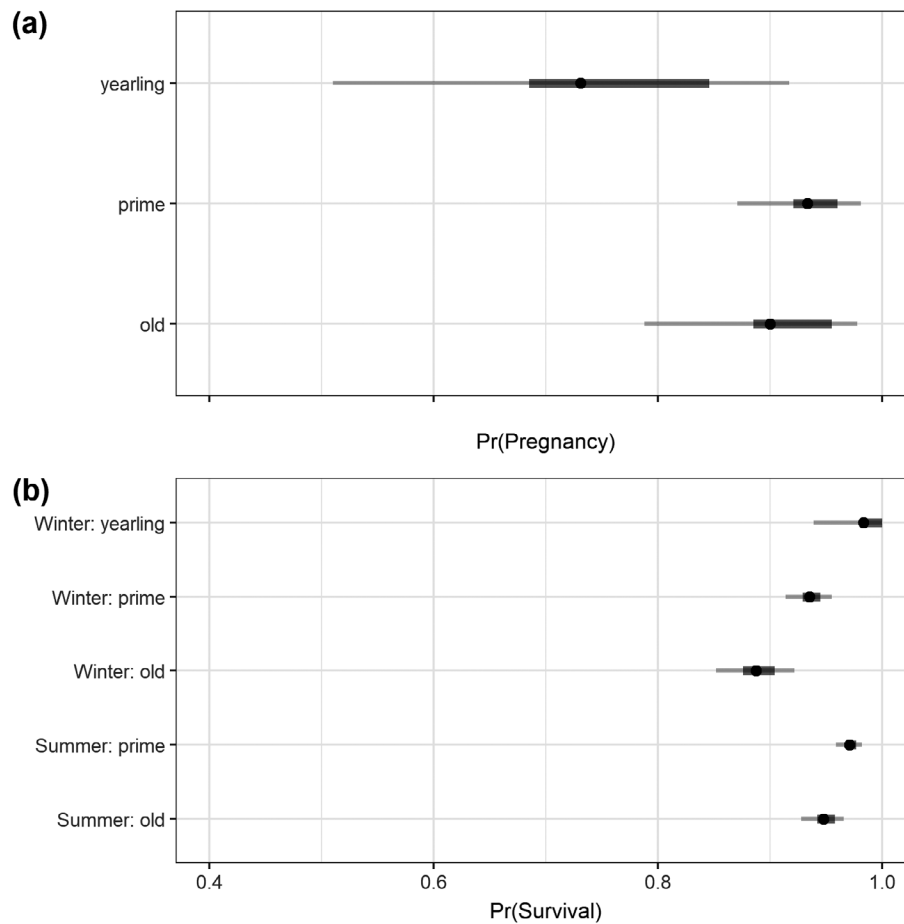 (a)
yearling
prime
old
Pr(Pregnancy)
(b)
Winter: yearling
Winter: prime
Winter: old
Summer: prime
Summer: old
0.4 0.6 0.8 1.0
Pr(Survival)